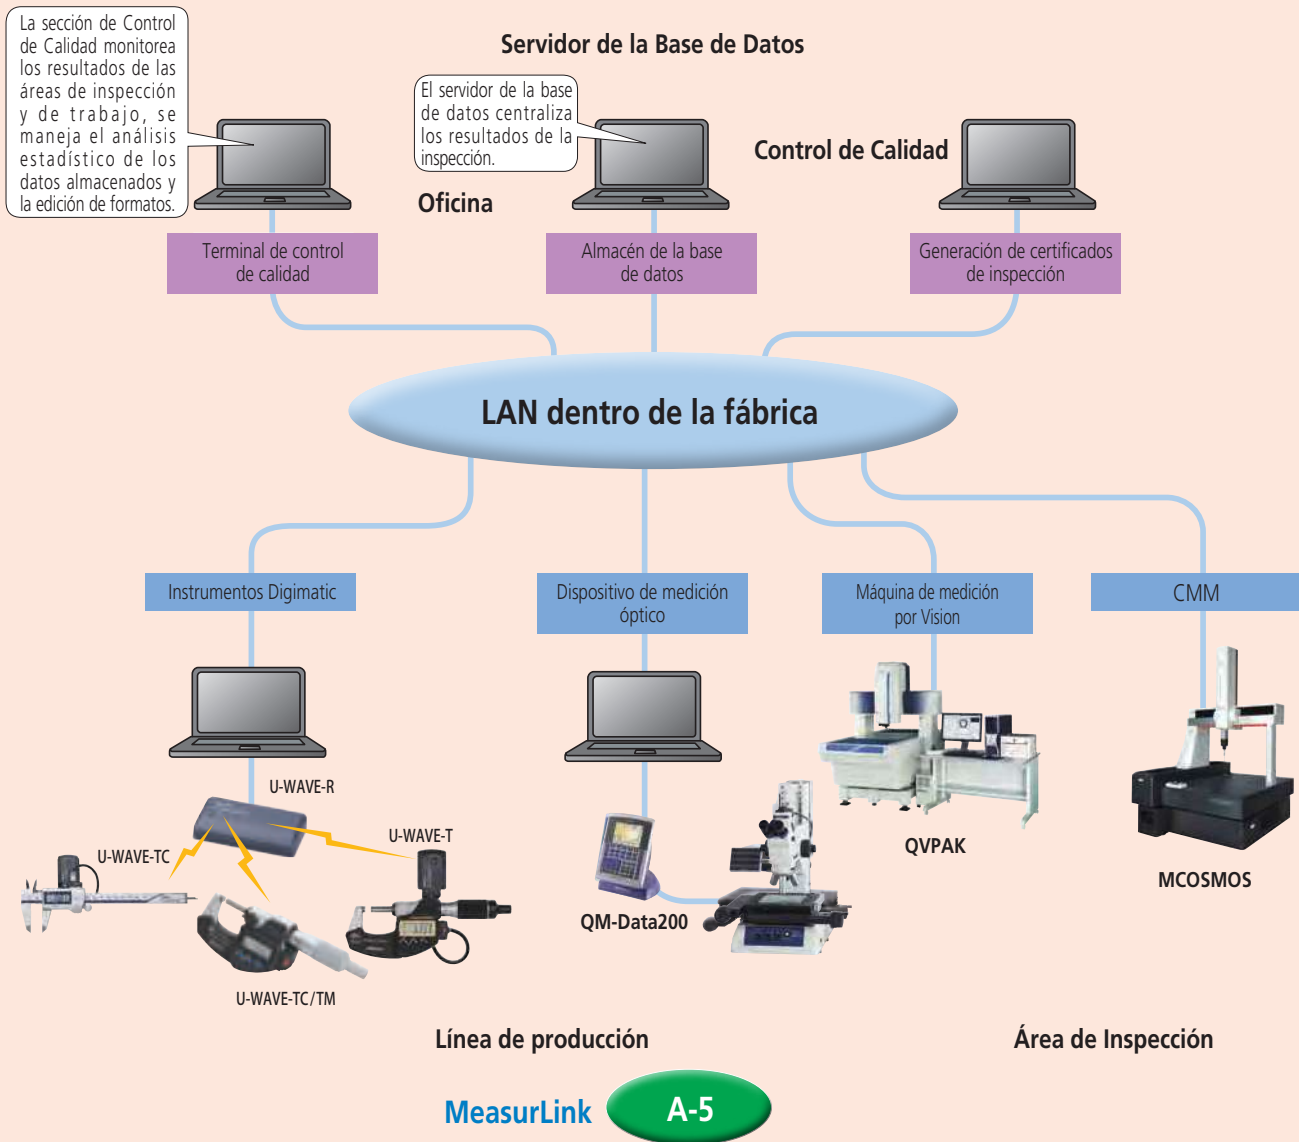 La sección de Control
de Calidad monitorea
los resultados de las
áreas de inspección
y de trabajo, se
maneja el análisis
estadístico de los
datos almacenados y
la edición de formatos.
Servidor de la Base de Datos
El servidor de la base
de datos centraliza
los resultados de la
inspección.
Control de Calidad
Oficina
Terminal de control
de calidad
Almacén de la base
de datos
Generación de certificados
de inspección
LAN dentro de la fábrica
Instrumentos Digimatic
Dispositivo de medición
óptico
Máquina de medición
por Vision
CMM
U-WAVE-R
U-WAVE-T
U-WAVE-TC
U-WAVE-TC/TM
QM-Data200
QVPAK
MCOSMOS
Línea de producción
Área de Inspección
MeasurLink
A-5